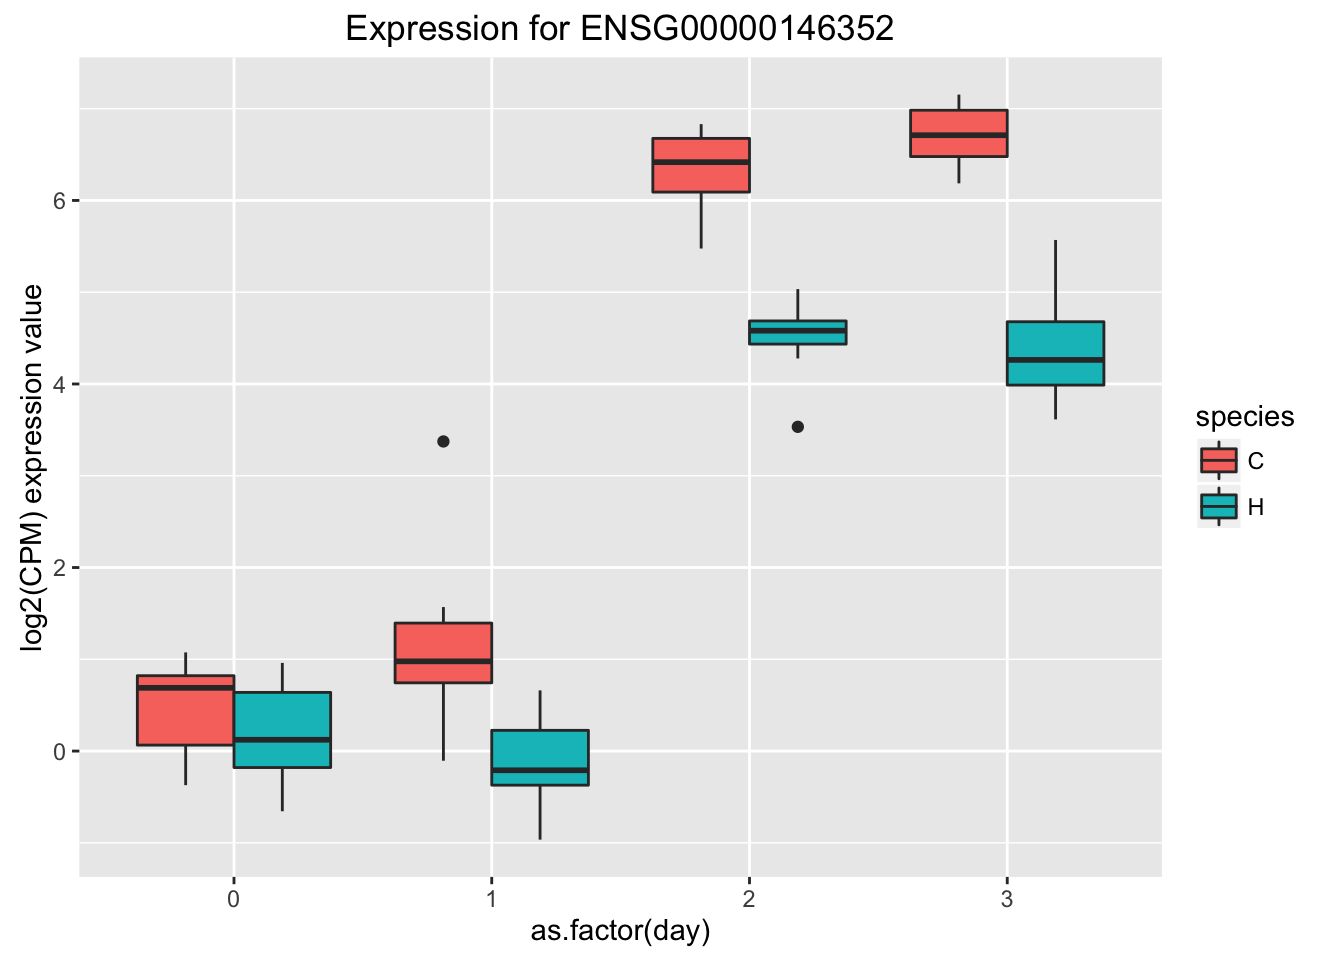 Expression for ENSG00000146352
6
4
2
0
log2(CPM) expression value
0 1 2 3
as.factor(day)
species
C
H